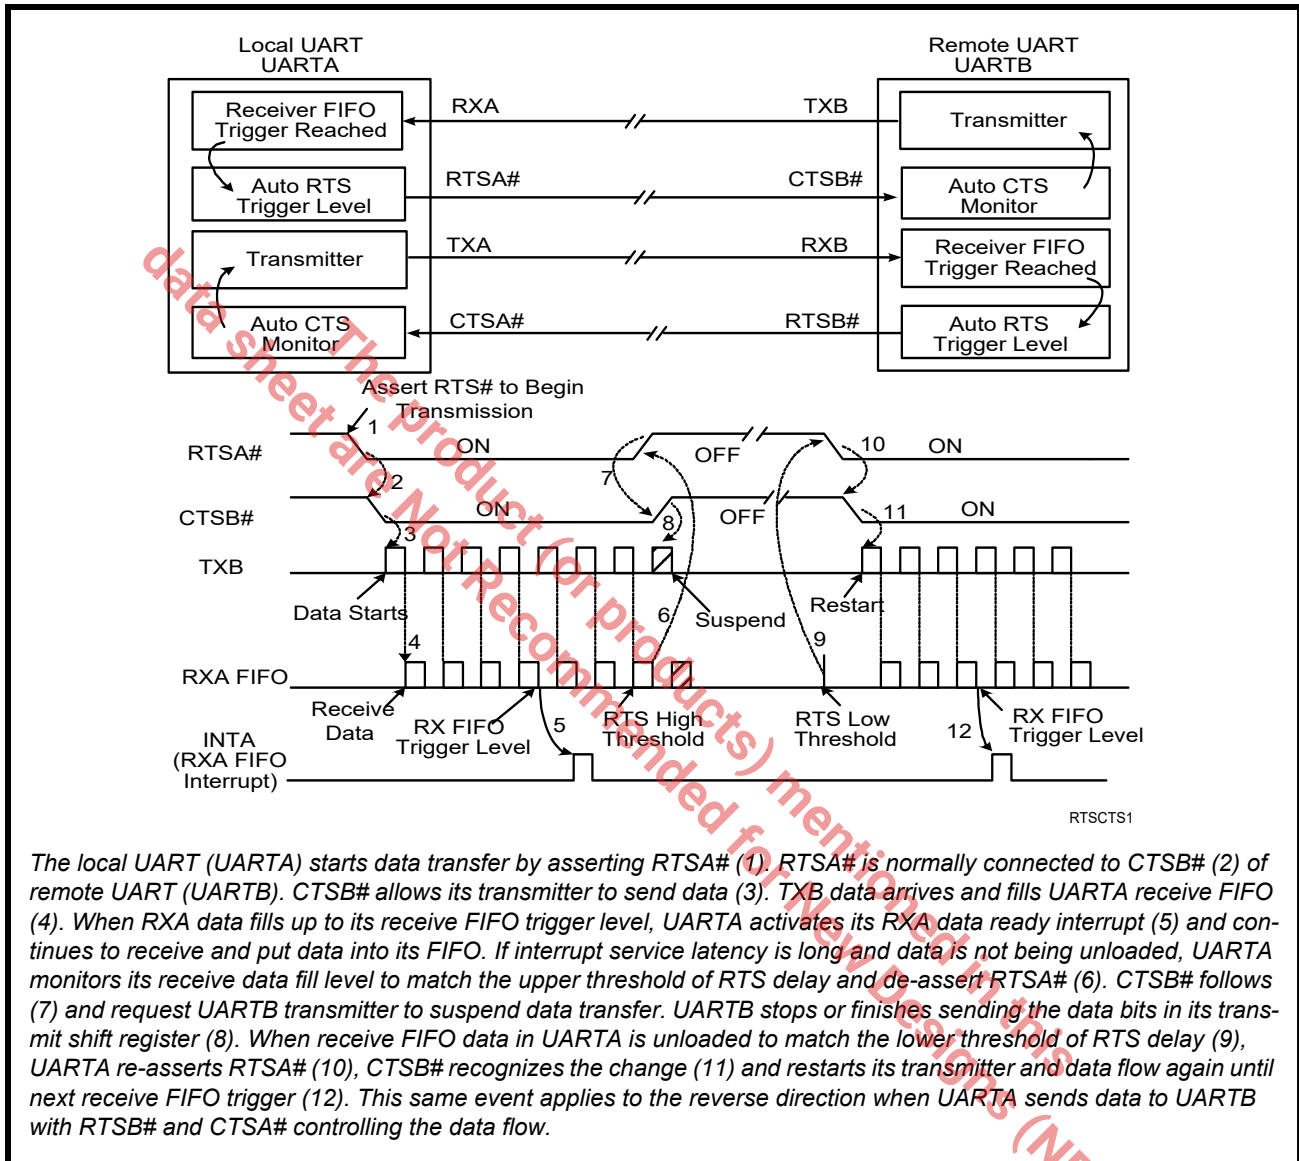 Local UART
UARTA
Remote UART
UARTB
Receiver FIFO
Trigger Reached
RXA
TXB
Transmitter
Auto RTS
Trigger Level
RTSA#
CTSB#
Auto CTS
Monitor
Transmitter
TXA
RXB
Receiver FIFO
Trigger Reached
Auto CTS
Monitor
CTSA#
RTSB#
Auto RTS
Trigger Level
Assert RTS# to Begin
Transmission
1
RTSA#
ON
7
OFF
10
ON
2
CTSB#
ON
8
OFF
11
ON
3
TXB
Data Starts
6
Suspend
Restart
4
9
RXA FIFO
Receive
Data
RX FIFO
Trigger Level
5
RTS High
Threshold
RTS Low
Threshold
12
RX FIFO
Trigger Level
INTA
(RXA FIFO
Interrupt)
RTSCTS1
The local UART (UARTA) starts data transfer by asserting RTSA# (1). RTSA# is normally connected to CTSB# (2) of
remote UART (UARTB). CTSB# allows its transmitter to send data (3). TXB data arrives and fills UARTA receive FIFO
(4). When RXA data fills up to its receive FIFO trigger level, UARTA activates its RXA data ready interrupt (5) and con-
tinues to receive and put data into its FIFO. If interrupt service latency is long and data is not being unloaded, UARTA
monitors its receive data fill level to match the upper threshold of RTS delay and de-assert RTSA# (6). CTSB# follows
(7) and request UARTB transmitter to suspend data transfer. UARTB stops or finishes sending the data bits in its trans-
mit shift register (8). When receive FIFO data in UARTA is unloaded to match the lower threshold of RTS delay (9),
UARTA re-asserts RTSA# (10), CTSB# recognizes the change (11) and restarts its transmitter and data flow again until
next receive FIFO trigger (12). This same event applies to the reverse direction when UARTA sends data to UARTB
with RTSB# and CTSA# controlling the data flow.
The product (or products) mentioned in this
data sheet are Not Recommended for New Designs